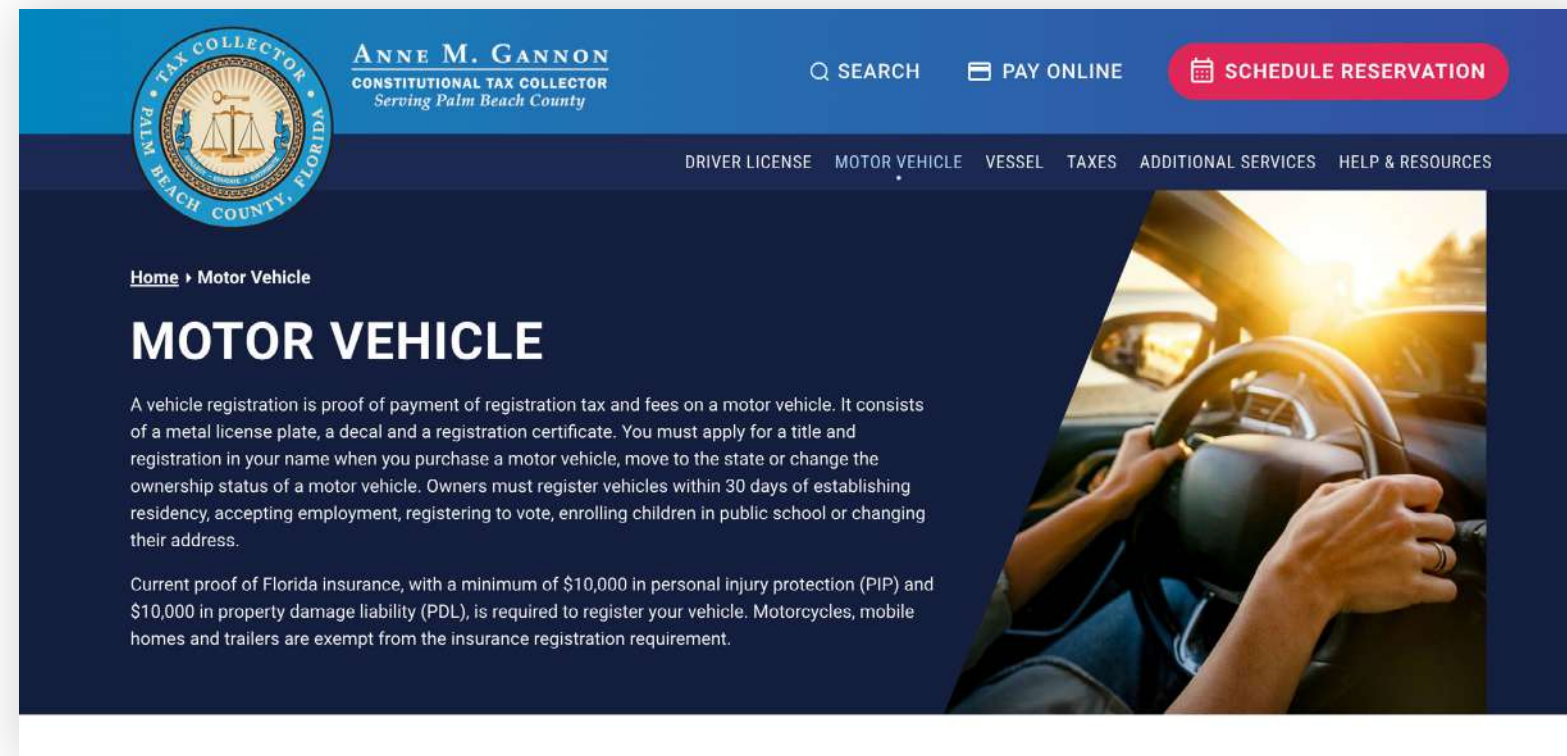 TAX COLLECTOR
PALM BEACH COUNTY, FLORIDA
ANNE M. GANNON
CONSTITUTIONAL TAX COLLECTOR
Serving Palm Beach County
SEARCH
PAY ONLINE
SCHEDULE RESERVATION
DRIVER LICENSE
MOTOR VEHICLE
VESSEL
TAXES
ADDITIONAL SERVICES
HELP & RESOURCES
Home
Motor Vehicle
MOTOR VEHICLE
A vehicle registration is proof of payment of registration tax and fees on a motor vehicle. It consists
of a metal license plate, a decal and a registration certificate. You must apply for a title and
registration in your name when you purchase a motor vehicle, move to the state or change the
ownership status of a motor vehicle. Owners must register vehicles within 30 days of establishing
residency, accepting employment, registering to vote, enrolling children in public school or changing
their address.
Current proof of Florida insurance, with a minimum of $10,000 in personal injury protection (PIP) and
$10,000 in property damage liability (PDL), is required to register your vehicle. Motorcycles, mobile
homes and trailers are exempt from the insurance registration requirement.